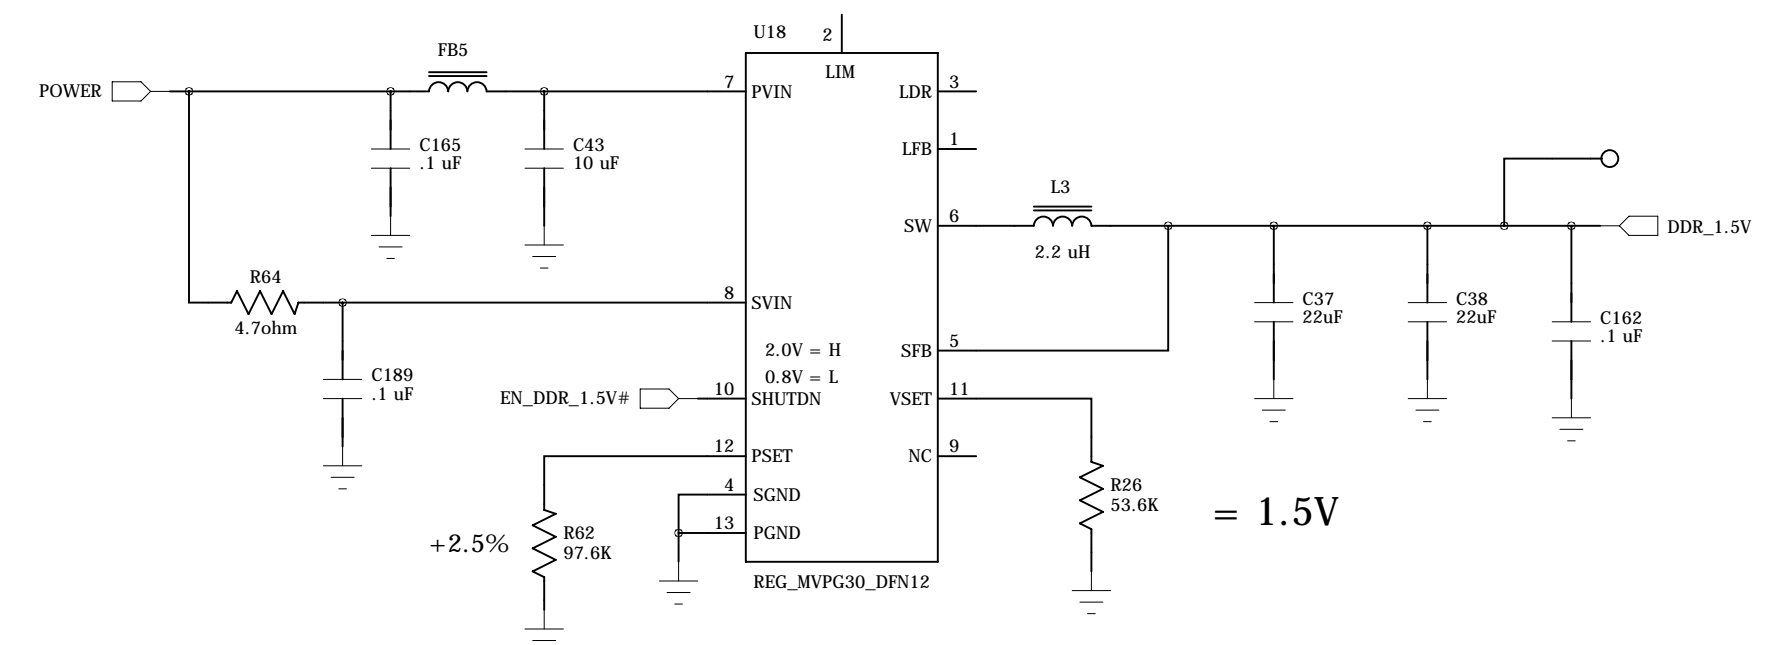 U18
2
FB5
LIM
POWER
7
PVIN
LDR
3
C165
.1 uF
C43
10 uF
LFB
1
L3
SW
6
2.2 uH
DDR_1.5V
R64
4.7ohm
8
SVIN
C37
22uF
C38
22uF
C162
.1 uF
2.0V = H
0.8V = L
SFB
5
C189
.1 uF
EN_DDR_1.5V#
10
SHUTDN
VSET
11
12
PSET
NC
9
4
SGND
R26
53.6K
= 1.5V
13
PGND
+2.5%
R62
97.6K
REG_MVPG30_DFN12